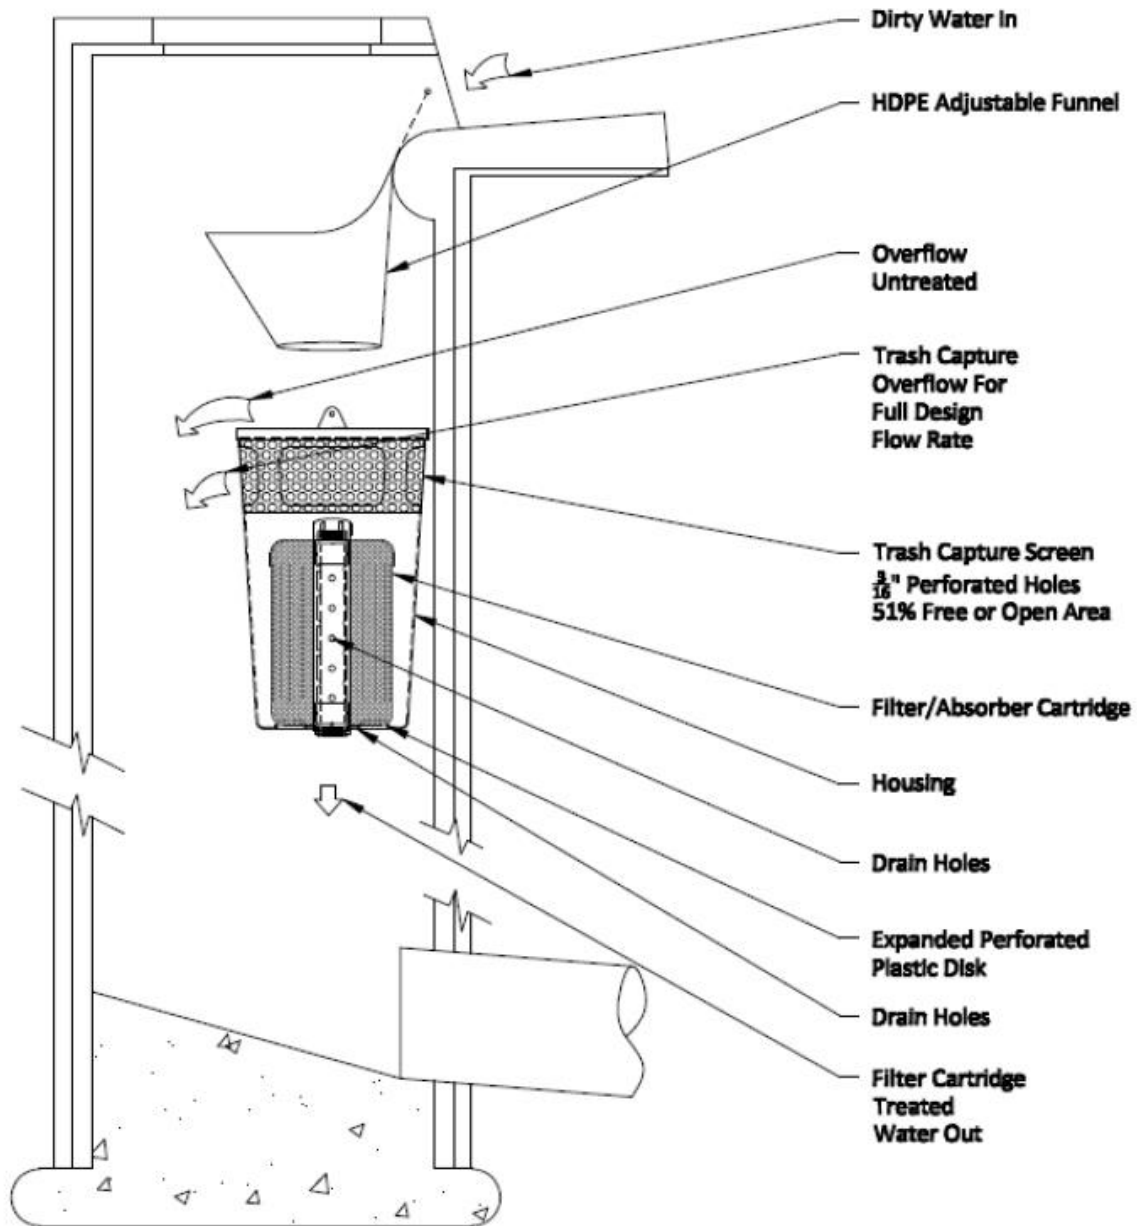 Dirty Water In
HDPE Adjustable Funnel
Overflow
Untreated
Trash Capture
Overflow For
Full Design
Flow Rate
Trash Capture Screen
3/16" Perforated Holes
51% Free or Open Area
Filter/Absorber Cartridge
Housing
Drain Holes
Expanded Perforated
Plastic Disk
Drain Holes
Filter Cartridge
Treated
Water Out